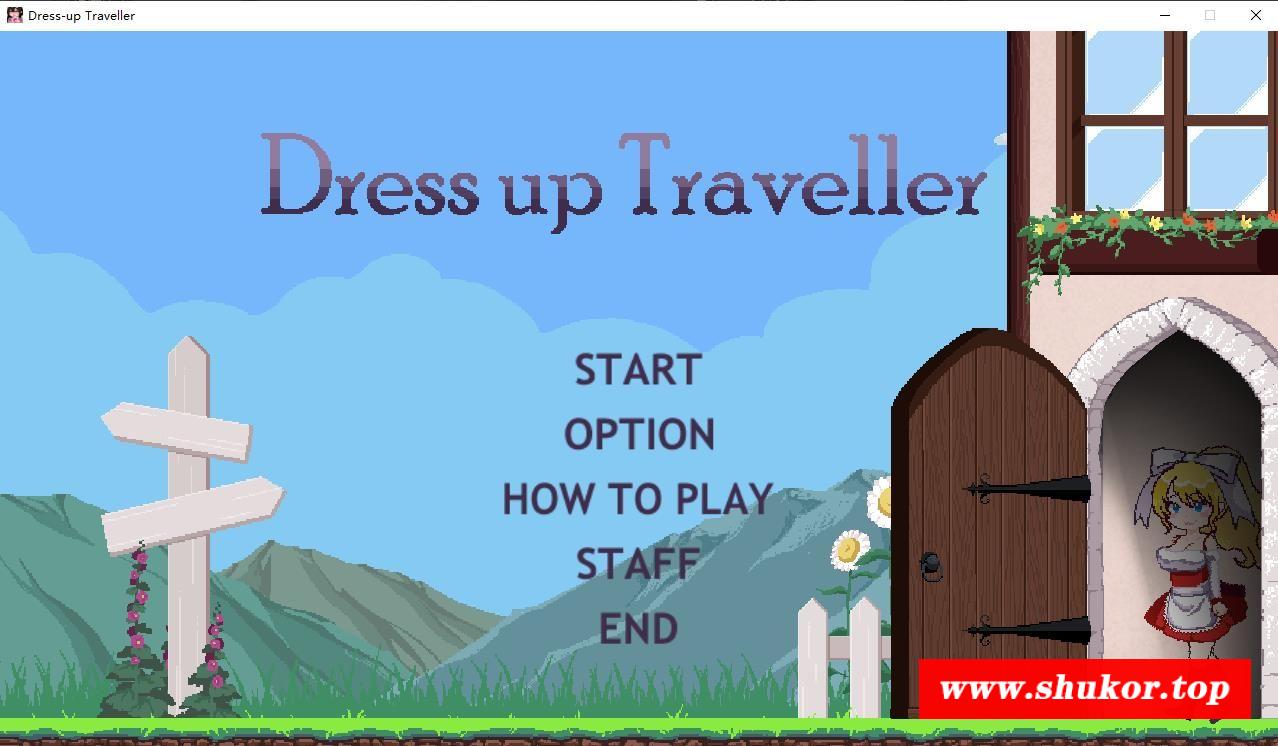 Dress-up Traveller
Dress up Traveller
START
OPTION
HOW TO PLAY
STAFF
END
www.shukor.top